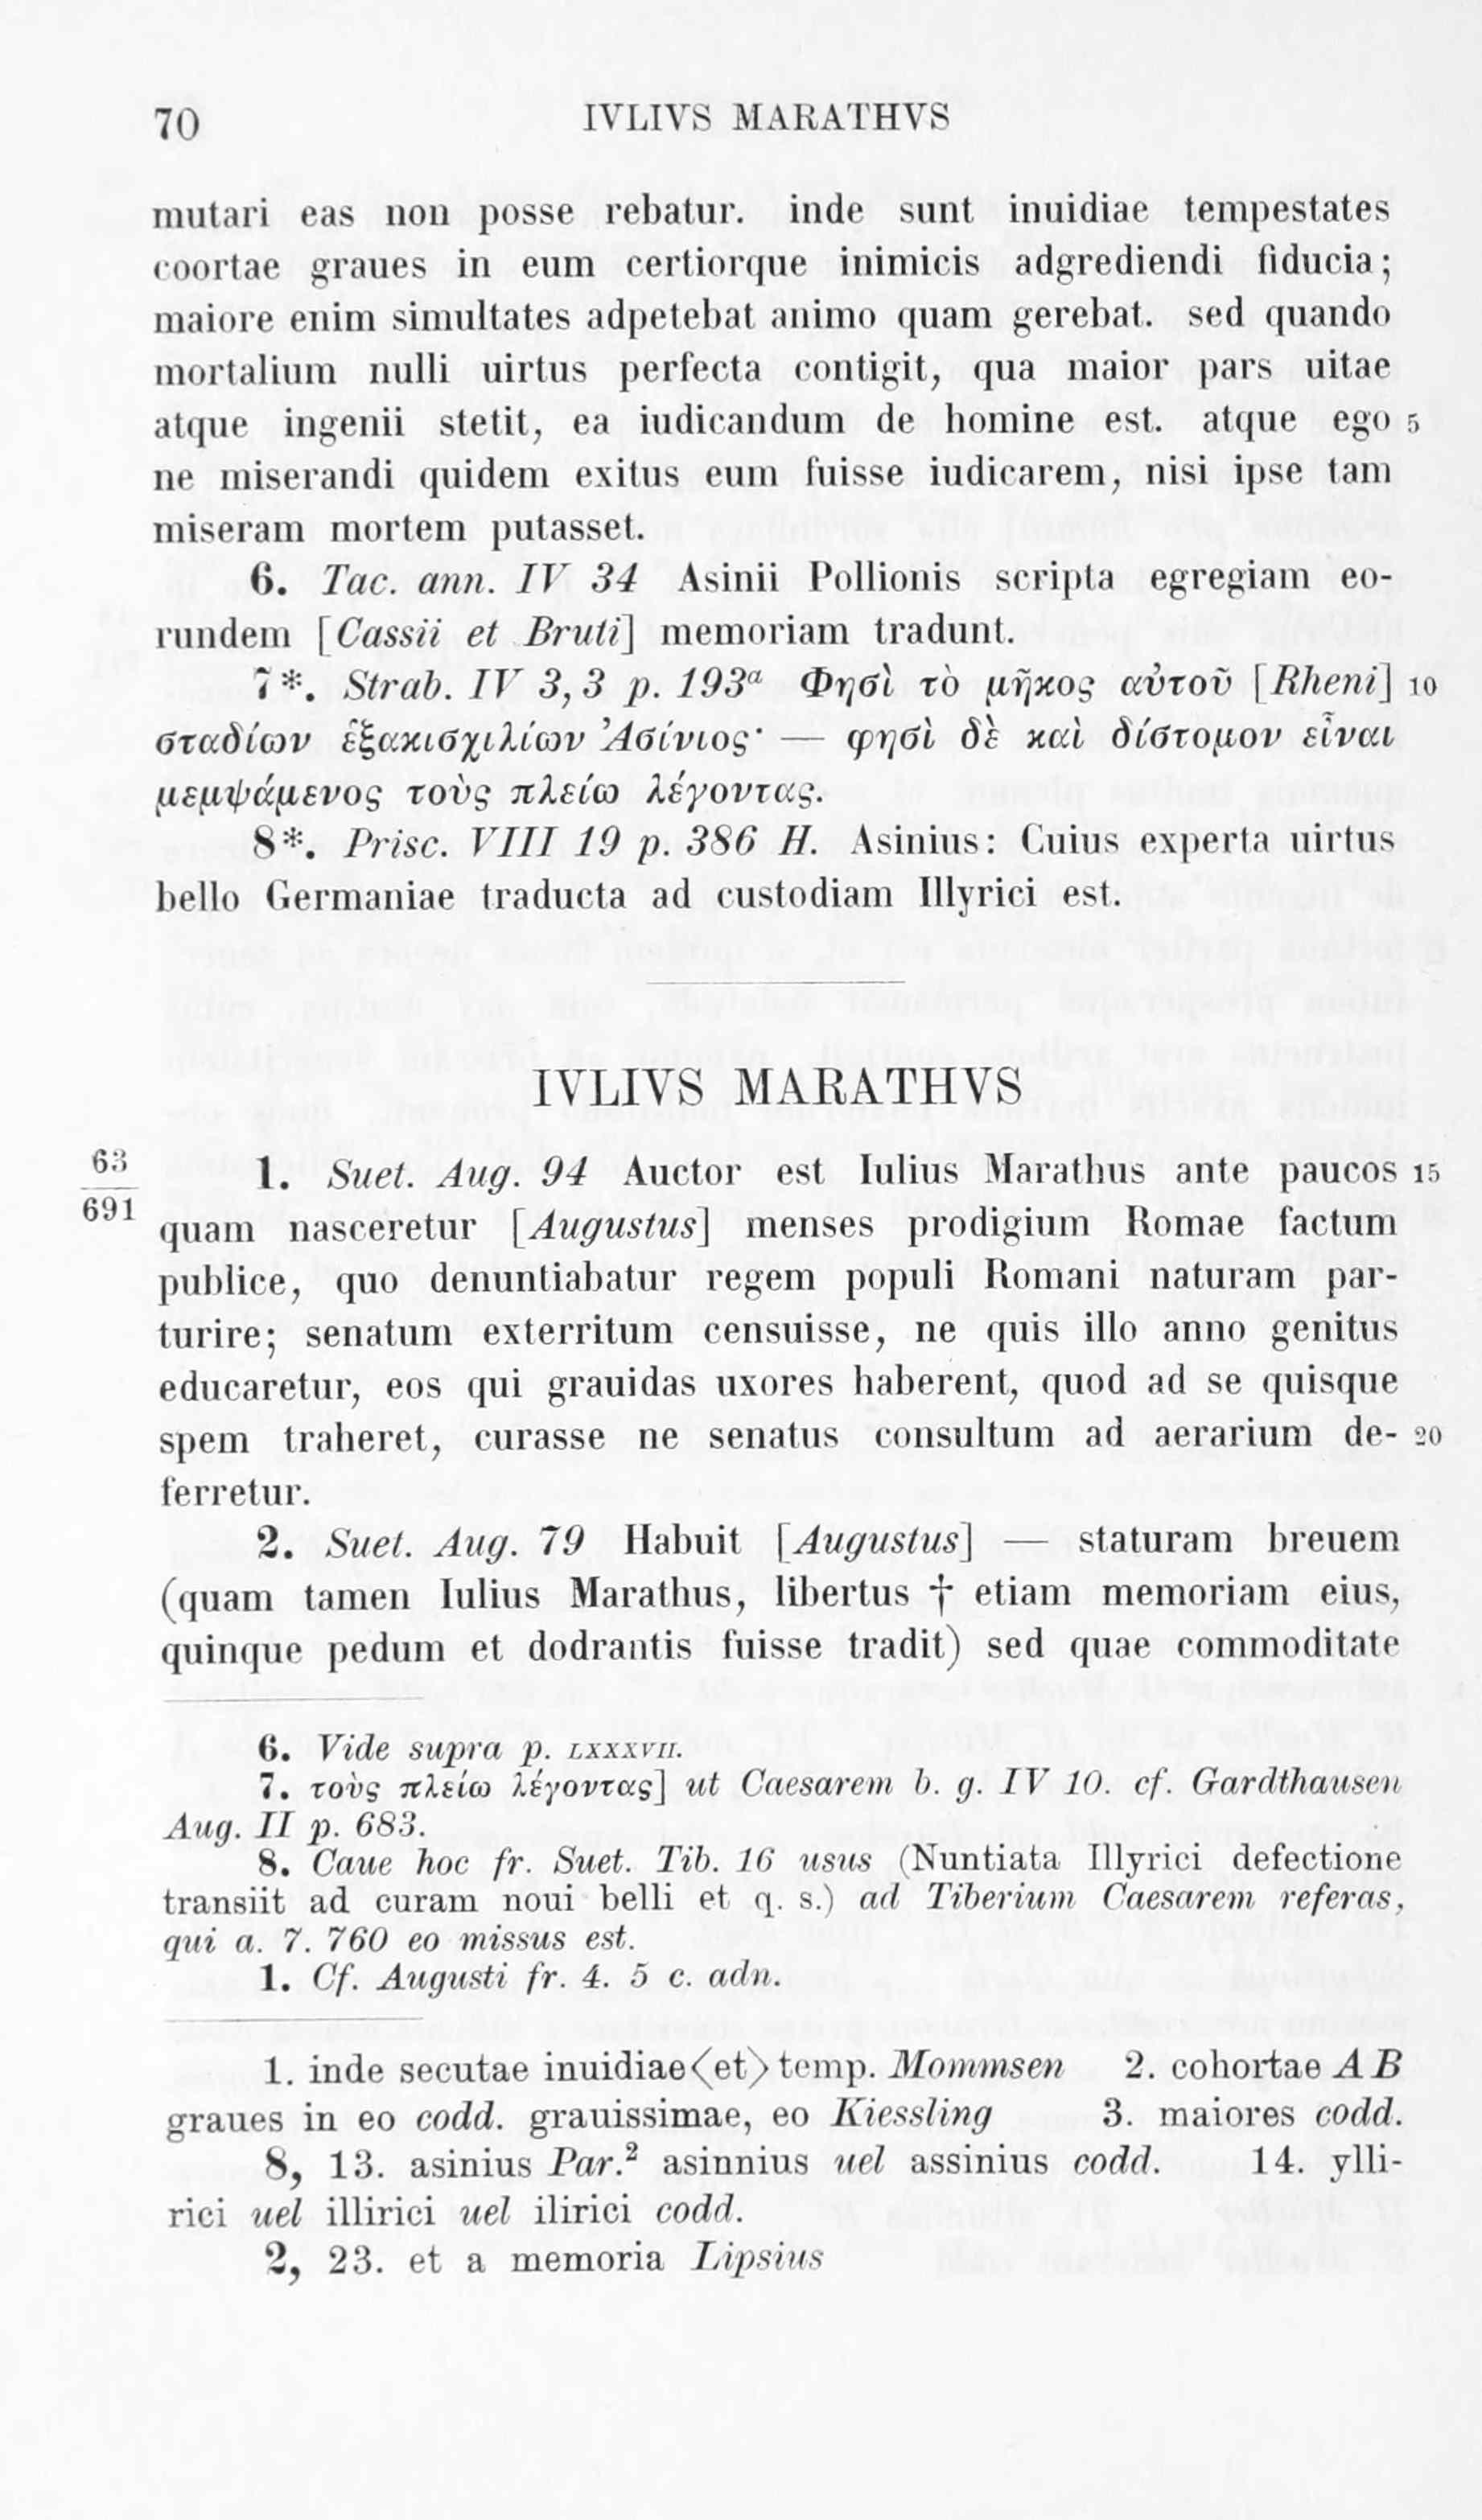 70 IVLIVS MARATHVS
mutari eas non posse rebatur. inde sunt inuidiae tempestates
coortae graues in eum certiorque inimicis adgrediendi fiducia;
maiore enim simultates adpetebat animo quam gerebat. sed quando
mortalium nulli uirtus perfecta contigit, qua maior pars uitae
atque ingenii stetit, ea iudicandum de homine est. atque ego 5
ne miserandi quidem exitus eum fuisse iudicarem, nisi ipse tam
miseram mortem putasset.
6. Tac. ann. IV 34 Asinii Pollionis scripta egregiam eo-
rundem [Cassii et Bruti] memoriam tradunt.
7*. Strab. IV 3,3 p. 193ª Φησὶ τὸ μῆκος αὐτοῦ [Rheni] 10
σταδίων ἑξακισχιλίων Ἀσίνιος· — φησὶ δὲ καὶ δίστομον εἶναι
μεμψάμενος τοὺς πλείω λέγοντας.
8*. Prisc. VIII 19 p. 386 H. Asinius: Cuius experta uirtus
bello Germaniae traducta ad custodiam Illyrici est.
IVLIVS MARATHVS
63
691
1. Suet. Aug. 94 Auctor est Iulius Marathus ante paucos 15
quam nasceretur [Augustus] menses prodigium Romae factum
publice, quo denuntiabatur regem populi Romani naturam par-
turire; senatum exterritum censuisse, ne quis illo anno genitus
educaretur, eos qui grauidas uxores haberent, quod ad se quisque
spem traheret, curasse ne senatus consultum ad aerarium de- 20
ferretur.
2. Suet. Aug. 79 Habuit [Augustus] — staturam breuem
(quam tamen Iulius Marathus, libertus † etiam memoriam eius,
quinque pedum et dodrantis fuisse tradit) sed quae commoditate
6. Vide supra p. LXXXVII.
7. τοὺς πλείω λέγοντας] ut Caesarem b. g. IV 10. cf. Gardthausen
Aug. II p. 683.
8. Caue hoc fr. Suet. Tib. 16 usus (Nuntiata Illyrici defectione
transiit ad curam noui belli et q. s.) ad Tiberium Caesarem referas,
qui a. 7. 760 eo missus est.
1. Cf. Augusti fr. 4. 5 c. adn.
1. inde secutae inuidiae⟨et⟩temp. Mommsen 2. cohortae A B
graues in eo codd. grauissimae, eo Kiessling 3. maiores codd.
8, 13. asinius Par.² asinnius uel assinius codd. 14. ylli-
rici uel illirici uel ilirici codd.
2, 23. et a memoria Lipsius